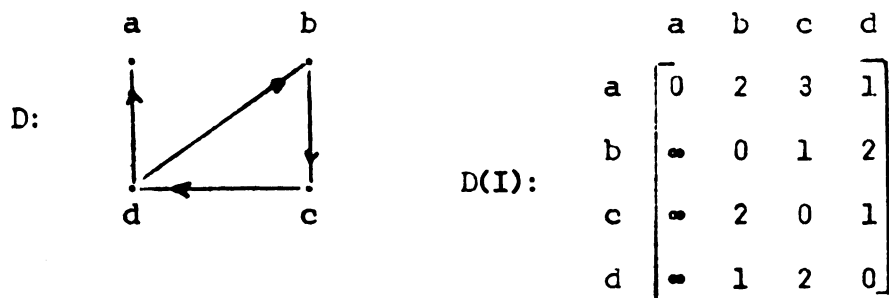 a b
D:
d c
D(I):
a b c d
a 0 2 3 1
b ∞ 0 1 2
c ∞ 2 0 1
d ∞ 1 2 0